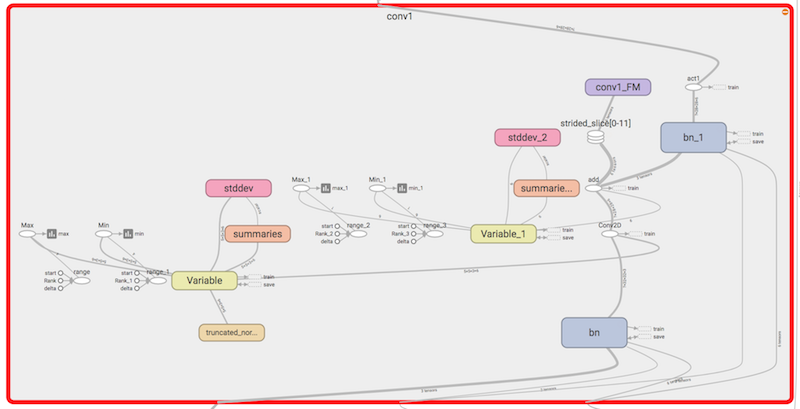 conv1
act1
train
conv1_FM
strided_slice[0-11]
bn_1
train
save
stddev_2
Max_1
max_1
Min_1
min_1
summarie...
add
train
stddev
start
Rank_2
delta
range_2
start
Rank_3
delta
range_3
Variable_1
train
save
Conv2D
train
Max
max
Min
min
summaries
start
Rank
delta
range
start
Rank_1
delta
range_1
Variable
train
save
truncated_nor...
bn
train
save